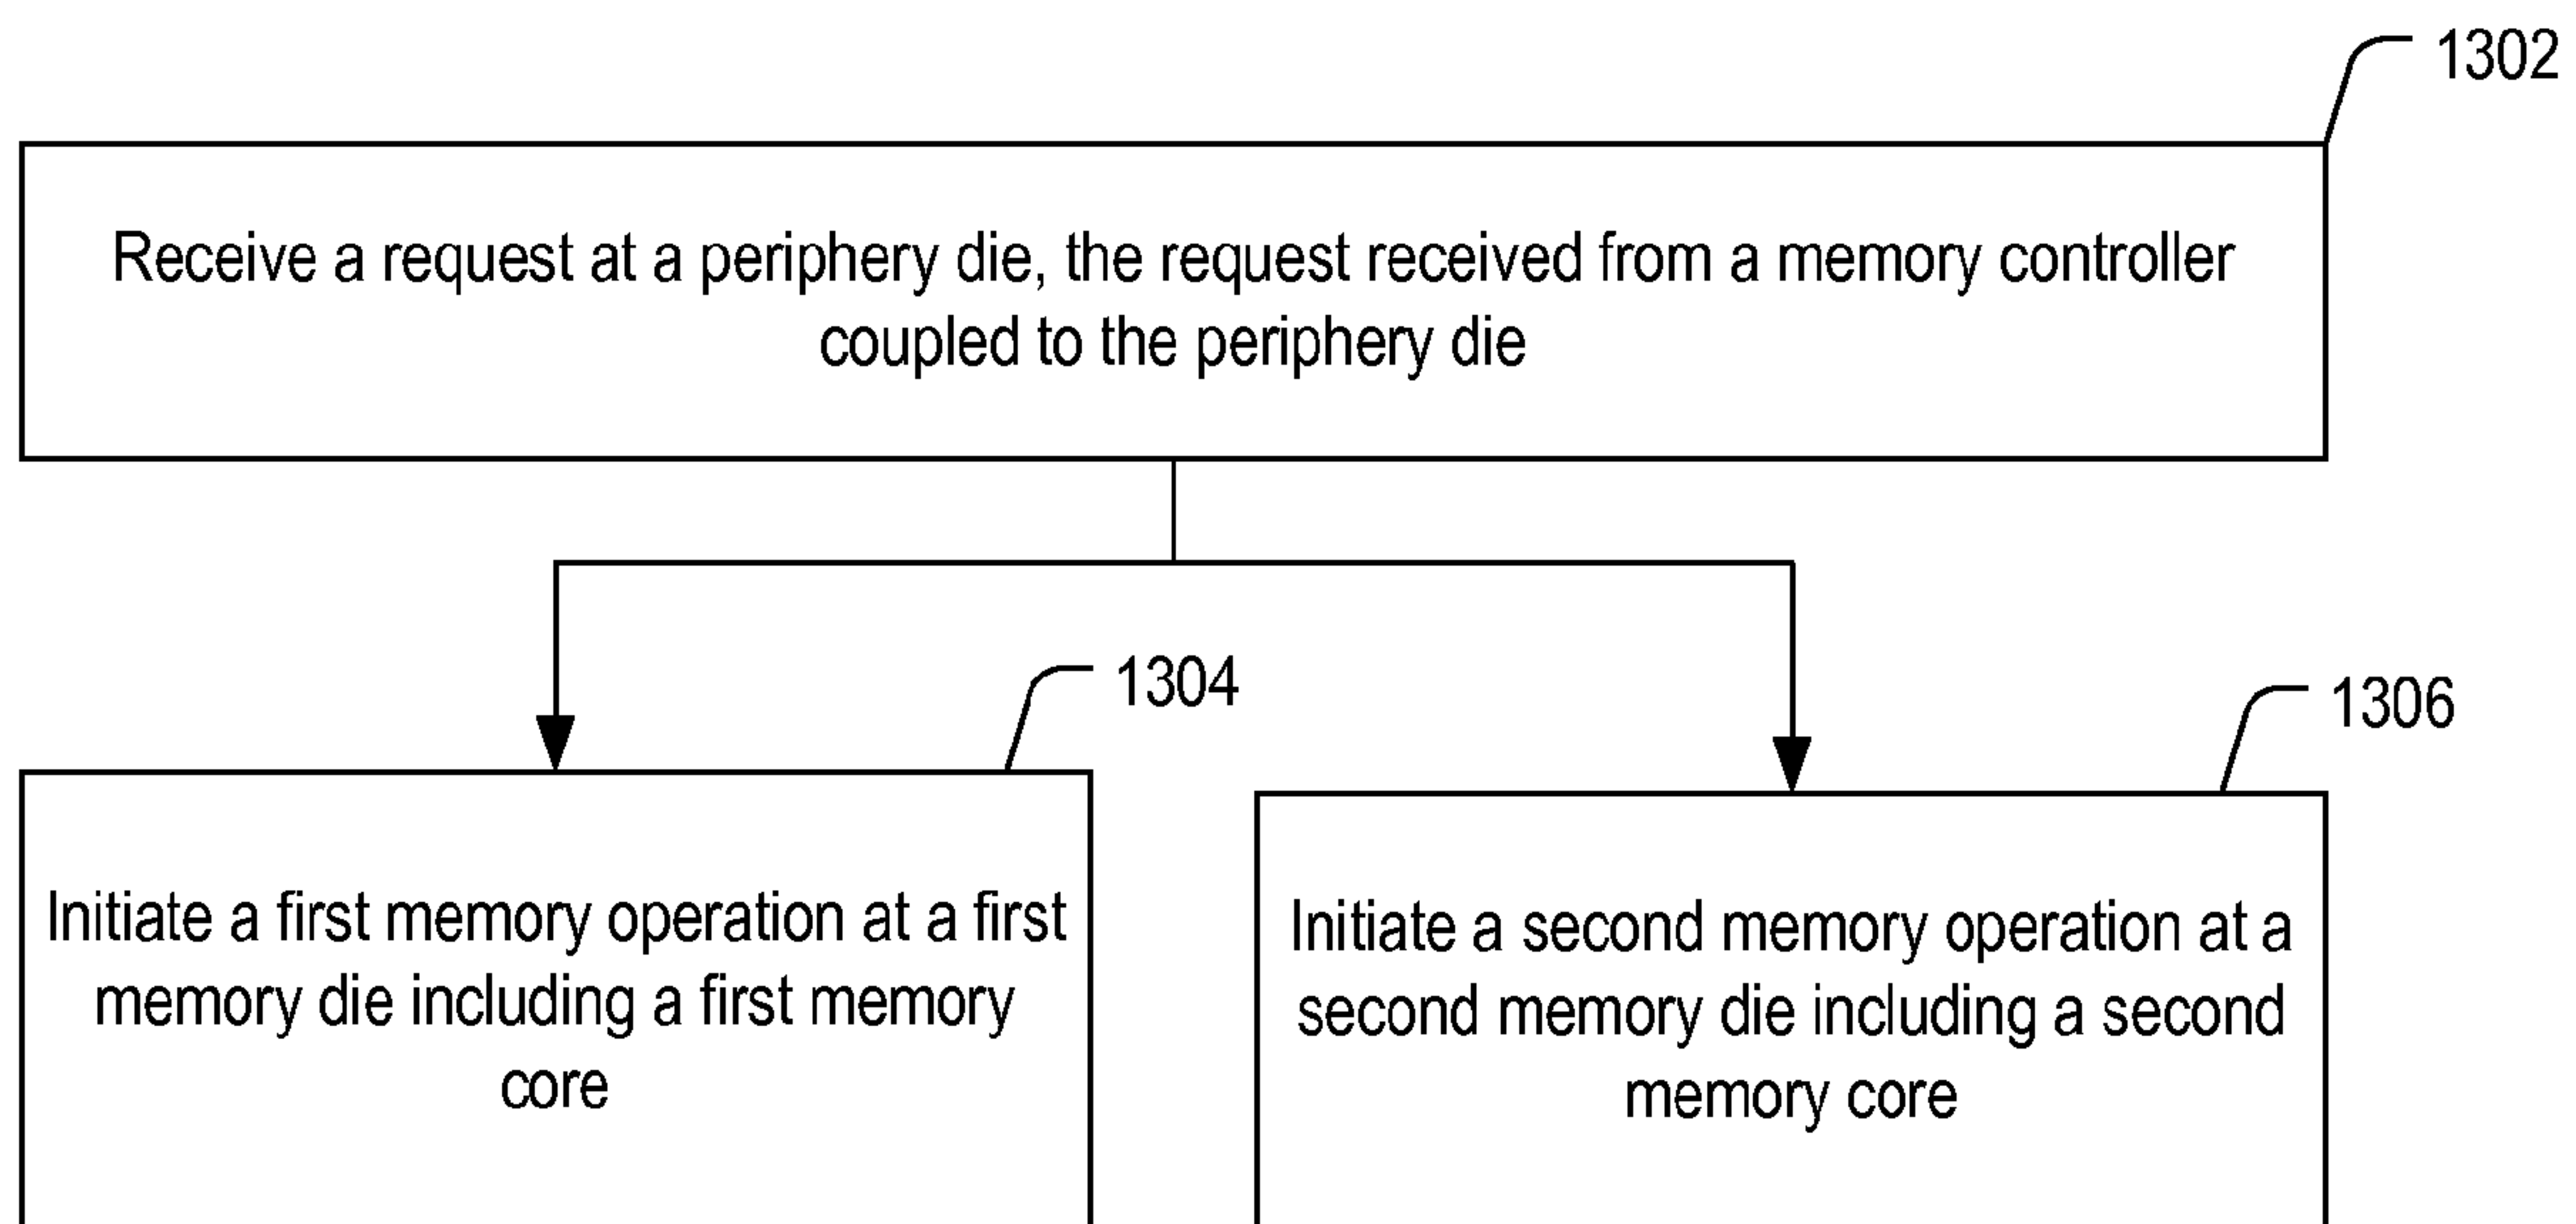 1302
Receive a request at a periphery die, the request received from a memory controller
coupled to the periphery die
1304
1306
Initiate a first memory operation at a first
memory die including a first memory
core
Initiate a second memory operation at a
second memory die including a second
memory core